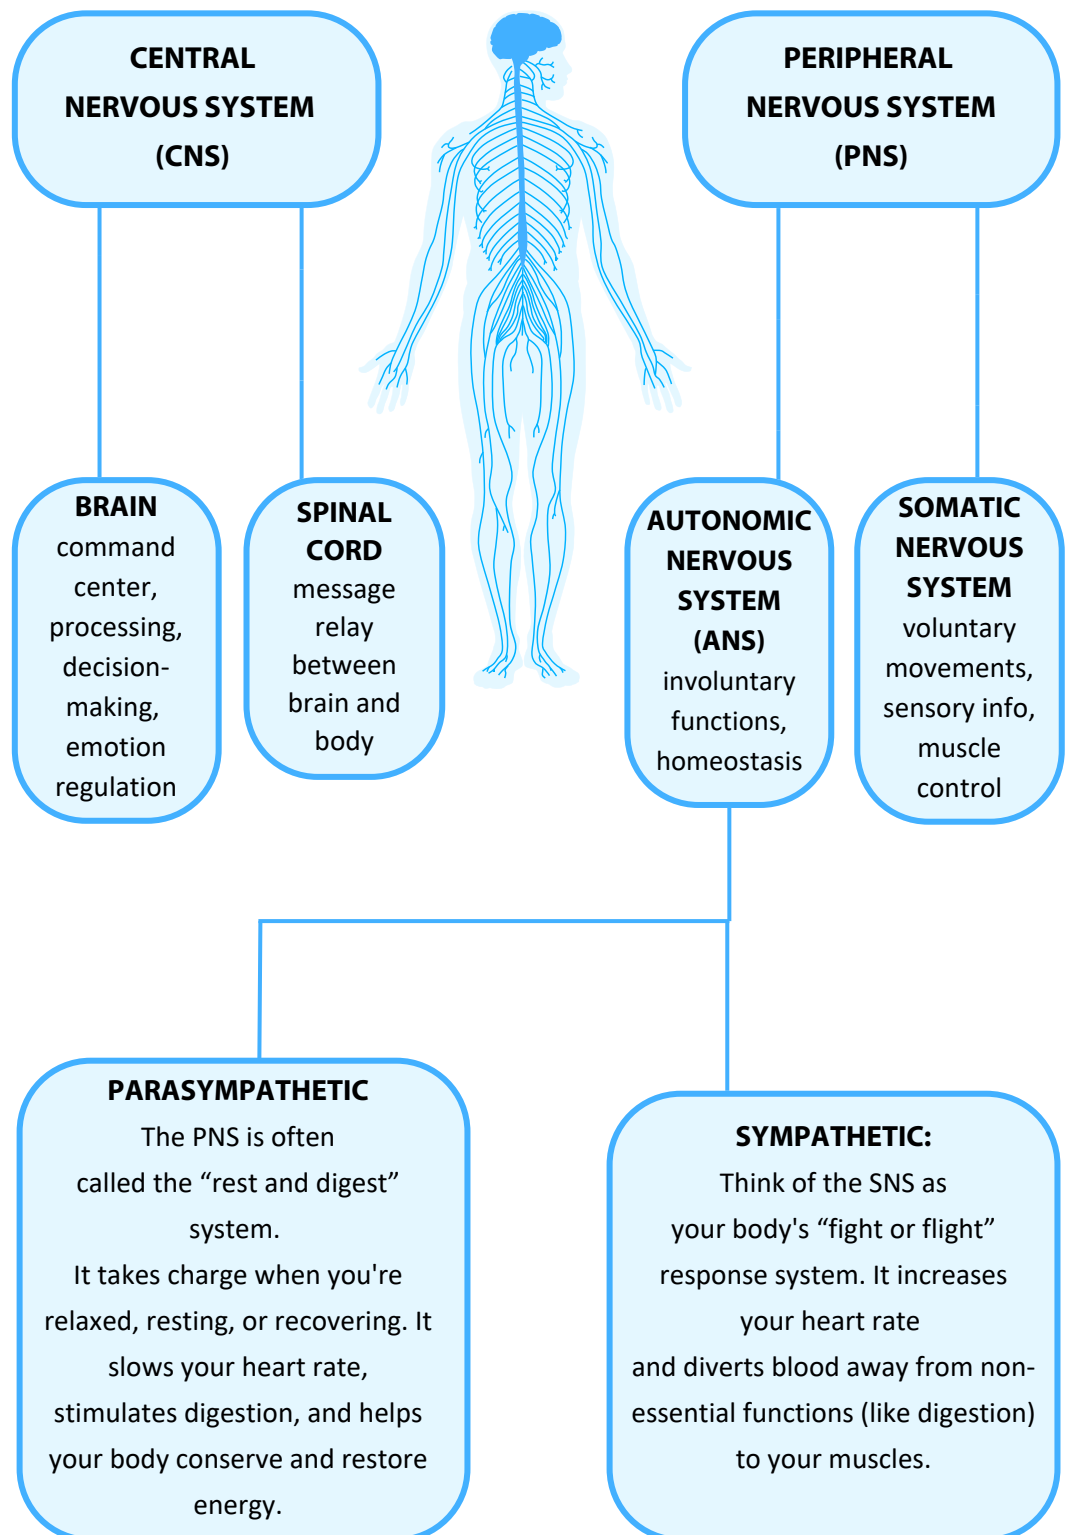 CENTRAL
NERVOUS SYSTEM
(CNS)
PERIPHERAL
NERVOUS SYSTEM
(PNS)
BRAIN
command
center,
processing,
decision-
making,
emotion
regulation
SPINAL
CORD
message
relay
between
brain and
body
AUTONOMIC
NERVOUS
SYSTEM
(ANS)
involuntary
functions,
homeostasis
SOMATIC
NERVOUS
SYSTEM
voluntary
movements,
sensory info,
muscle
control
PARASYMPATHETIC
The PNS is often
called the “rest and digest”
system.
It takes charge when you're
relaxed, resting, or recovering. It
slows your heart rate,
stimulates digestion, and helps
your body conserve and restore
energy.
SYMPATHETIC:
Think of the SNS as
your body's “fight or flight”
response system. It increases
your heart rate
and diverts blood away from non-
essential functions (like digestion)
to your muscles.